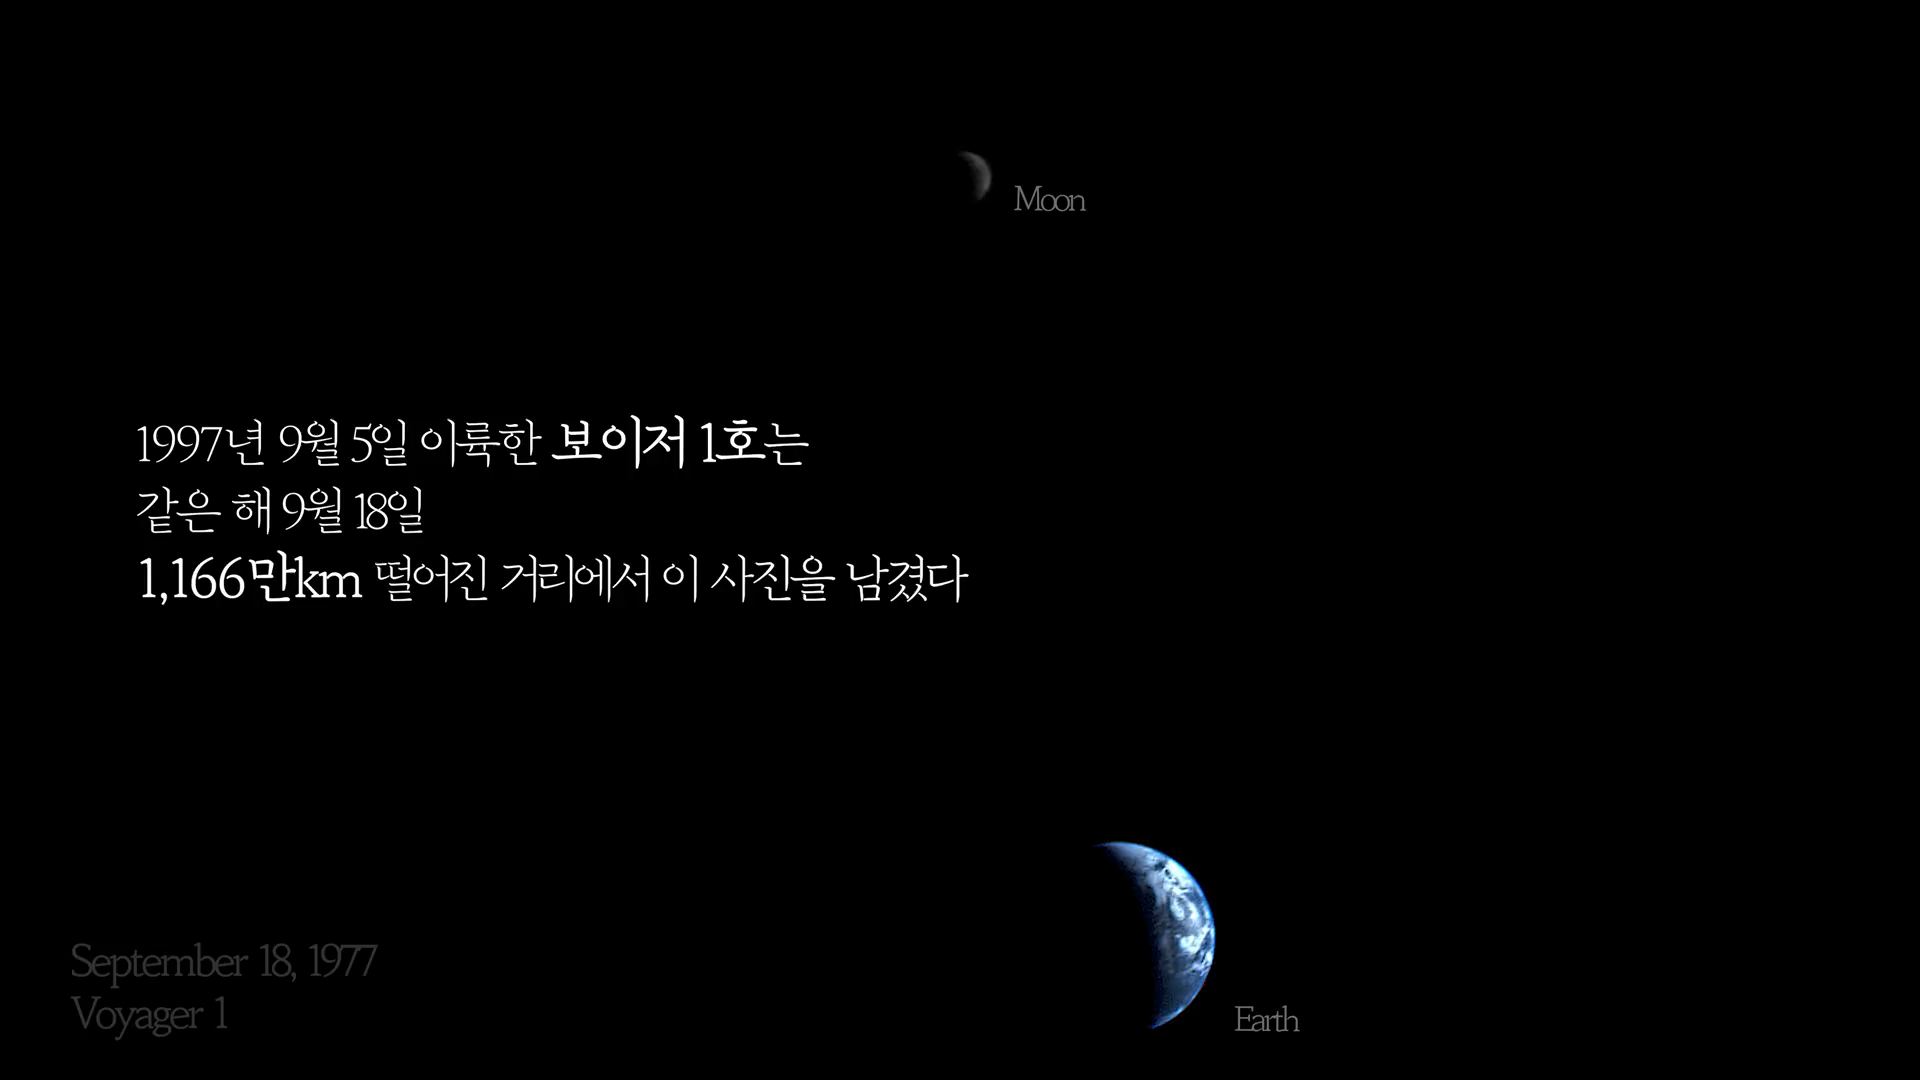 Moon
1997년 9월 5일 이륙한 보이저 1호는
같은 해 9월 18일
1,166만km 떨어진 거리에서 이 사진을 남겼다
September 18, 1977
Voyager 1
Earth